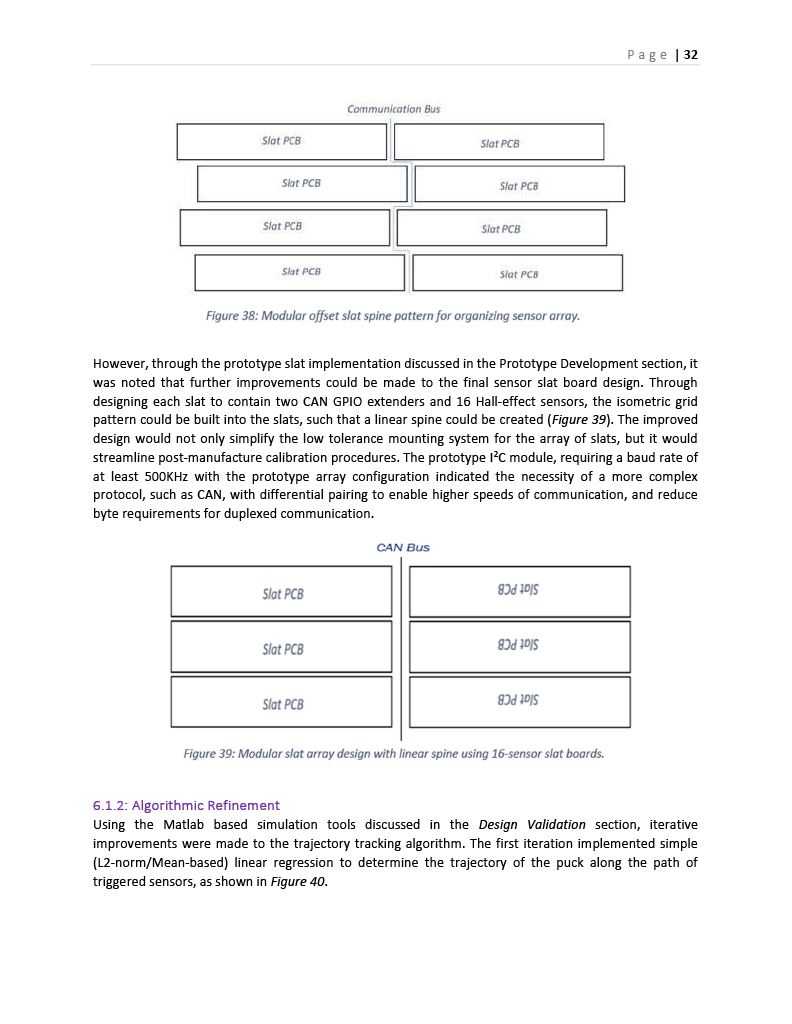 Page | 32
Communication Bus
Slat PCB
Slat PCB
Slat PCB
Slat PCB
Slat PCB
Slat PCB
Slat PCB
Slat PCB
Figure 38: Modular offset slat spine pattern for organizing sensor array.
However, through the prototype slat implementation discussed in the Prototype Development section, it
was noted that further improvements could be made to the final sensor slat board design. Through
designing each slat to contain two CAN GPIO extenders and 16 Hall-effect sensors, the isometric grid
pattern could be built into the slats, such that a linear spine could be created (Figure 39). The improved
design would not only simplify the low tolerance mounting system for the array of slats, but it would
streamline post-manufacture calibration procedures. The prototype I²C module, requiring a baud rate of
at least 500KHz with the prototype array configuration indicated the necessity of a more complex
protocol, such as CAN, with differential pairing to enable higher speeds of communication, and reduce
byte requirements for duplexed communication.
CAN Bus
Slat PCB
Slat PCB
Slat PCB
Slat PCB
Slat PCB
Slat PCB
Figure 39: Modular slat array design with linear spine using 16-sensor slat boards.
6.1.2: Algorithmic Refinement
Using the Matlab based simulation tools discussed in the Design Validation section, iterative
improvements were made to the trajectory tracking algorithm. The first iteration implemented simple
(L2-norm/Mean-based) linear regression to determine the trajectory of the puck along the path of
triggered sensors, as shown in Figure 40.